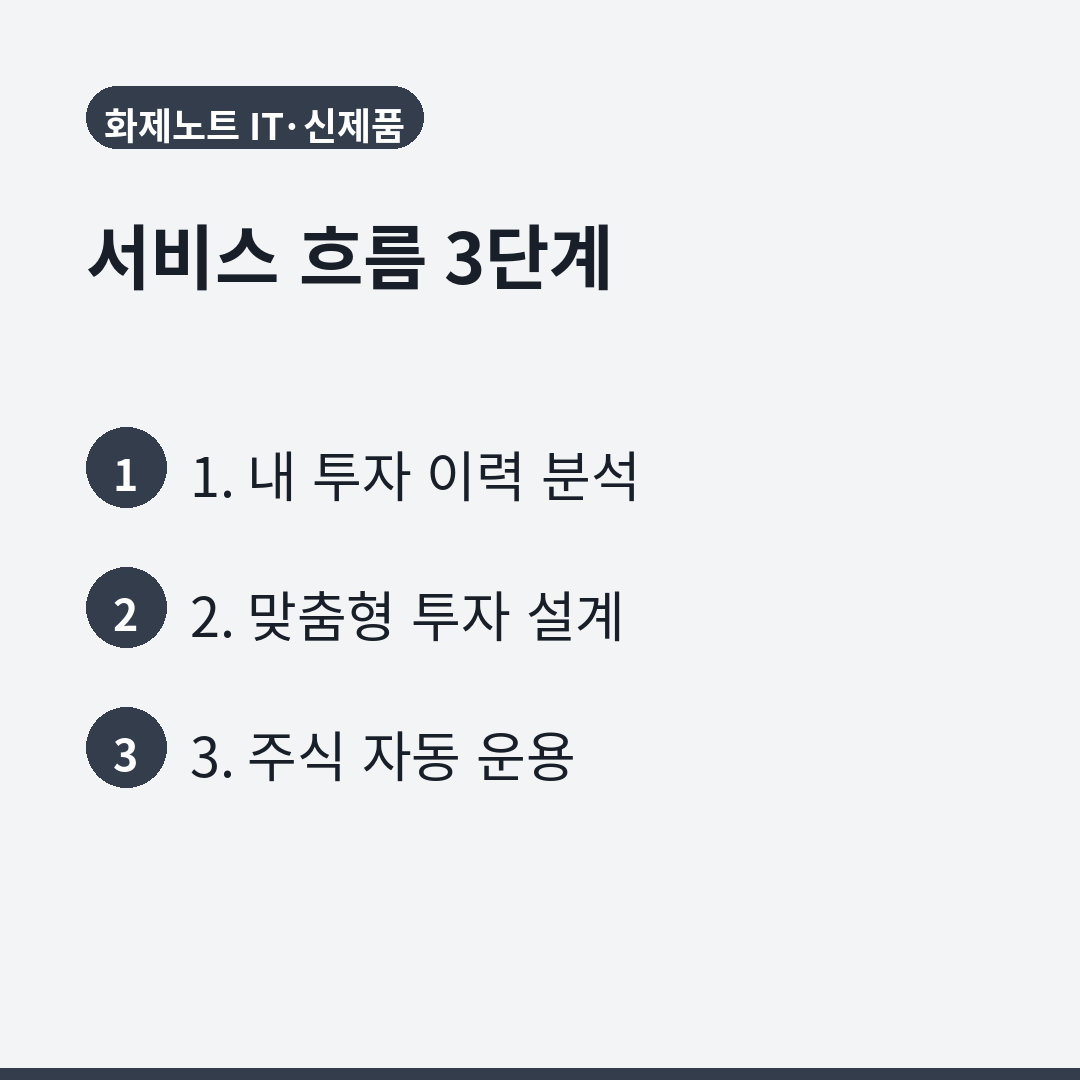 화제노트 IT·신제품
서비스 흐름 3단계
1 1. 내 투자 이력 분석
2 2. 맞춤형 투자 설계
3 3. 주식 자동 운용